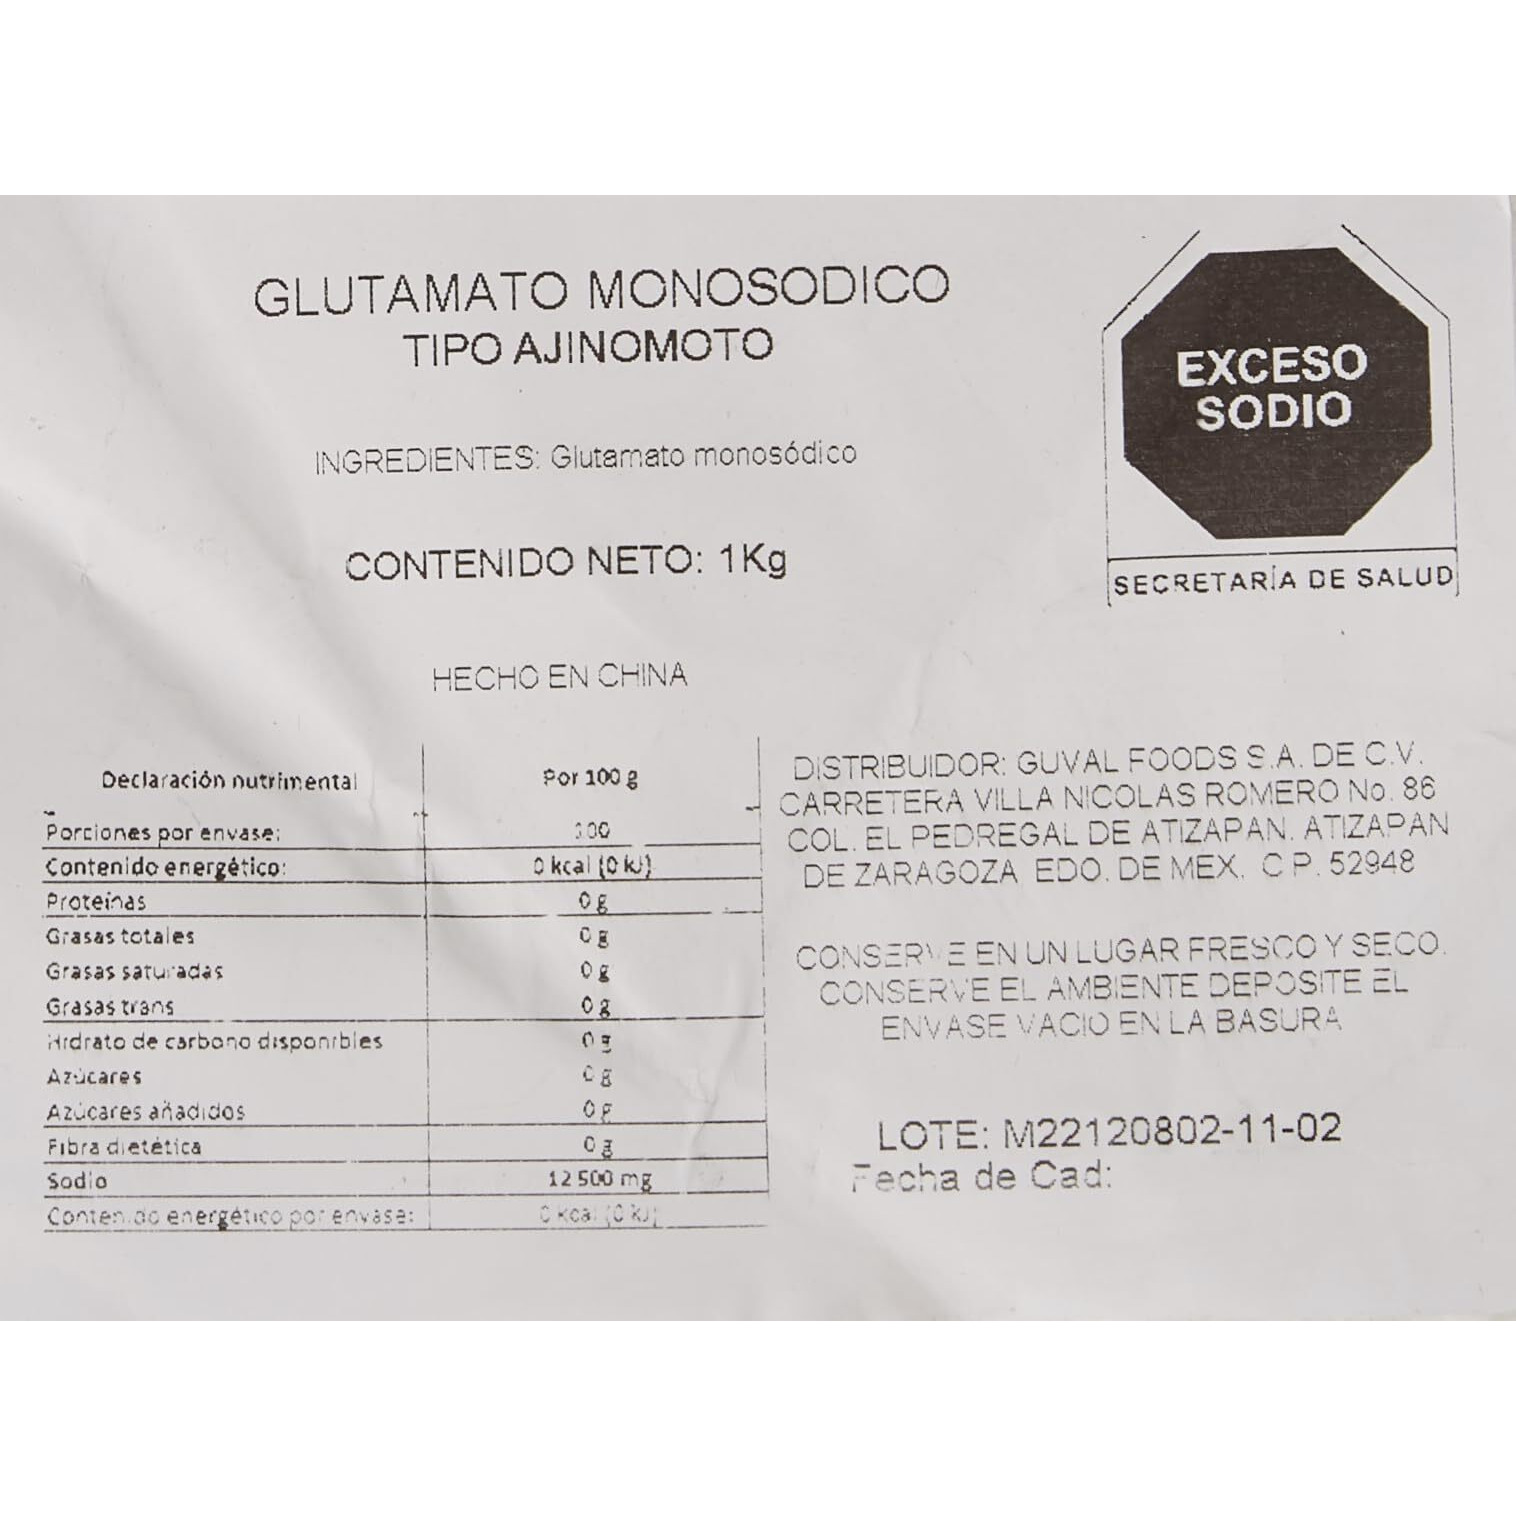 GLUTAMATO MONOSODICO
TIPO AJINOMOTO
INGREDIENTES: Glutamato monosódico
CONTENIDO NETO: 1Kg
HECHO EN CHINA
EXCESO
SODIO
SECRETARÍA DE SALUD
Declaración nutrimental Por 100 g
Porciones por envase: 100
Contenido energético: 0 kcal (0 kJ)
Proteínas 0 g
Grasas totales 0 g
Grasas saturadas 0 g
Grasas trans 0 g
Hidrato de carbono disponibles 0 g
Azúcares 0 g
Azúcares añadidos 0 g
Fibra dietética 0 g
Sodio 12 500 mg
Contenido energético por envase: 0 kcal (0 kJ)
DISTRIBUIDOR: GUVAL FOODS S.A. DE C.V.
CARRETERA VILLA NICOLAS ROMERO No. 86
COL. EL PEDREGAL DE ATIZAPAN. ATIZAPAN
DE ZARAGOZA EDO. DE MEX. C P. 52948
CONSERVE EN UN LUGAR FRESCO Y SECO.
CONSERVE EL AMBIENTE DEPOSITE EL
ENVASE VACIO EN LA BASURA
LOTE: M22120802-11-02
Fecha de Cad: